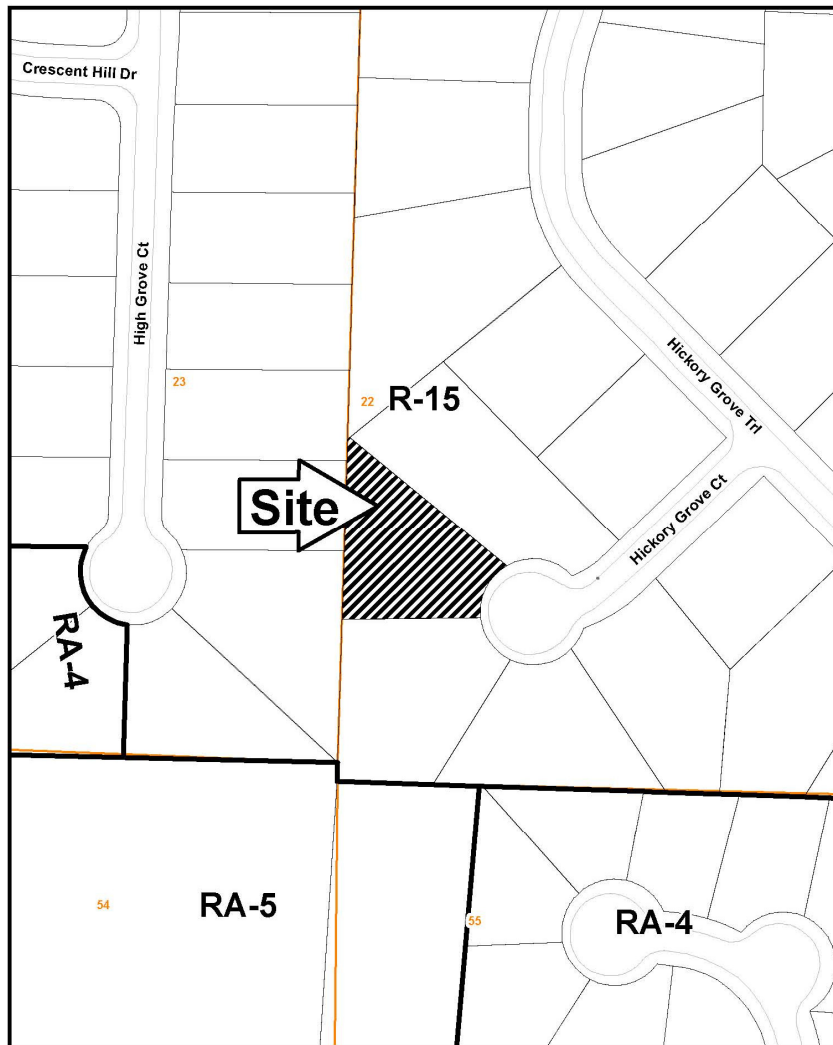 Crescent Hill Dr
High Grove Ct
Hickory Grove Trl
23
22
R-15
Site
Hickory Grove Ct
RA-4
54
RA-5
55
RA-4